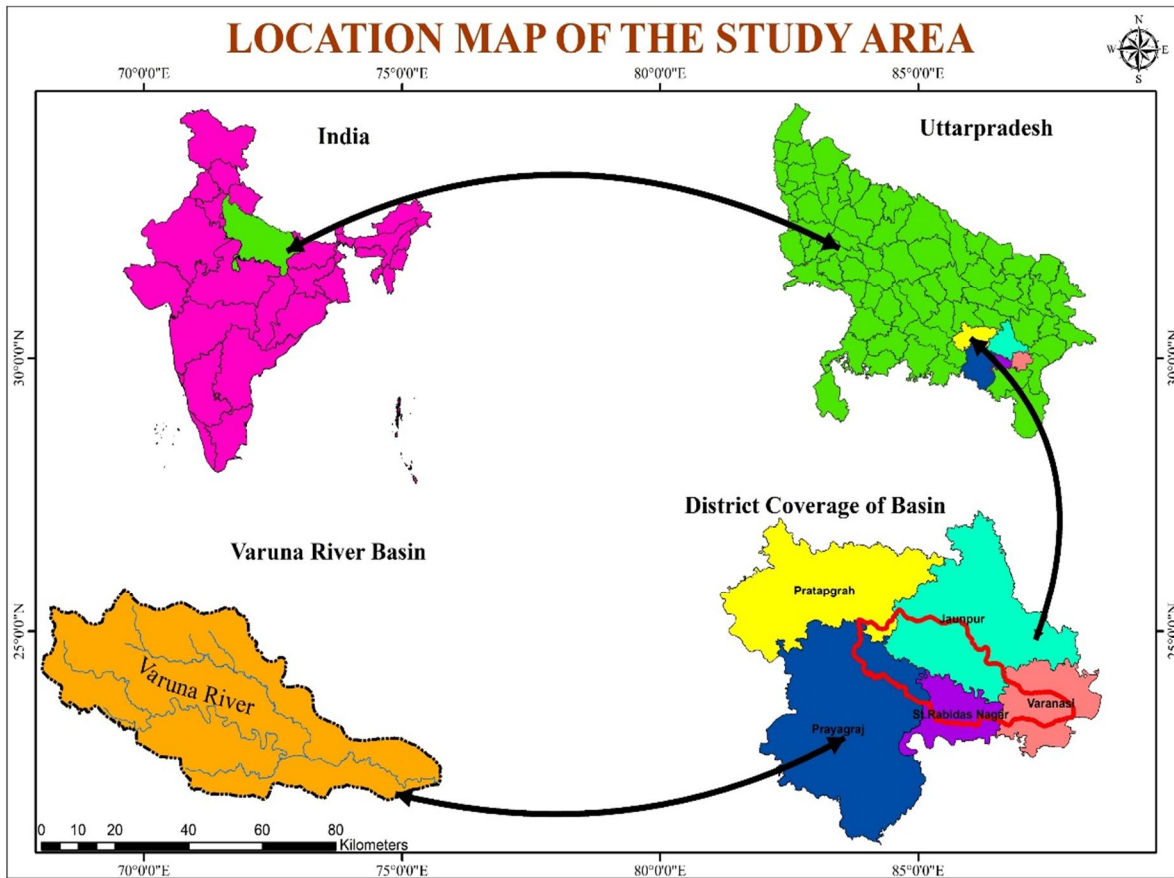 LOCATION MAP OF THE STUDY AREA
N
W E
S
70°0'0"E 75°0'0"E 80°0'0"E 85°0'0"E
India
Uttarpradesh
30°0'0"N
30°0'0"N
Varuna River Basin
District Coverage of Basin
Pratapgrah
Jaunpur
25°0'0"N
25°0'0"N
Varuna River
Varanasi
St.Rabidas Nagar
Prayagraj
0 10 20 40 60 80
Kilometers
70°0'0"E 75°0'0"E 80°0'0"E 85°0'0"E